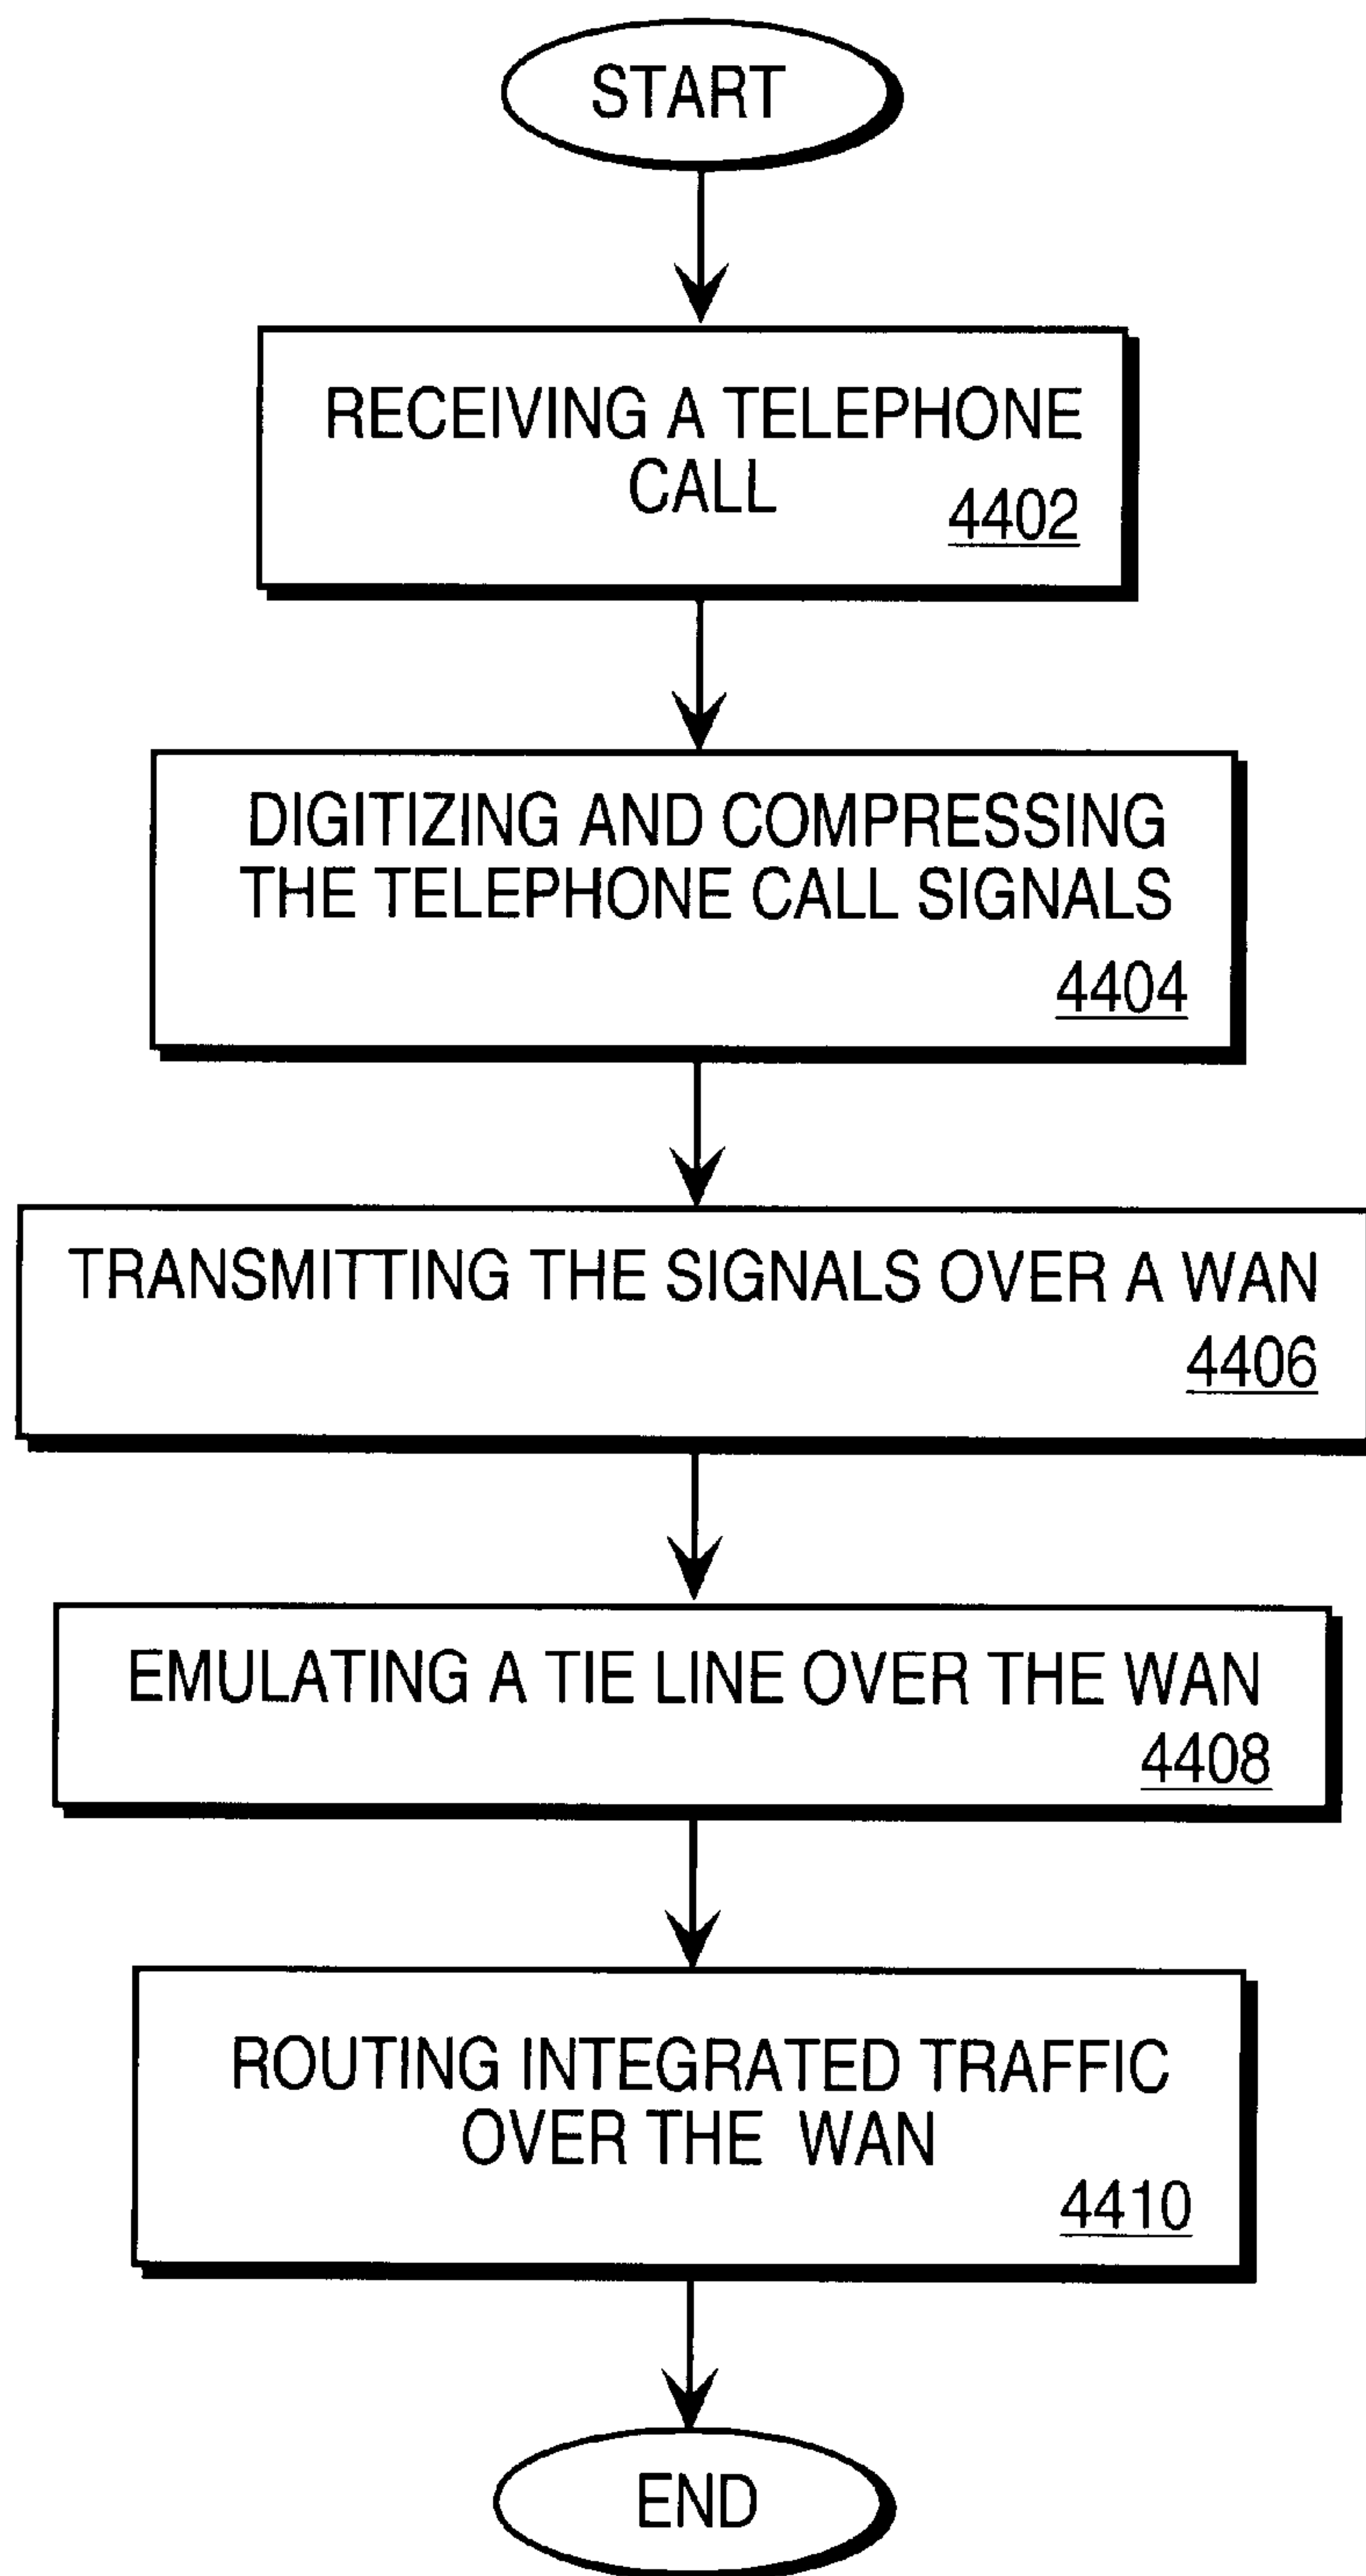 START
RECEIVING A TELEPHONE
CALL
4402
DIGITIZING AND COMPRESSING
THE TELEPHONE CALL SIGNALS
4404
TRANSMITTING THE SIGNALS OVER A WAN
4406
EMULATING A TIE LINE OVER THE WAN
4408
ROUTING INTEGRATED TRAFFIC
OVER THE WAN
4410
END